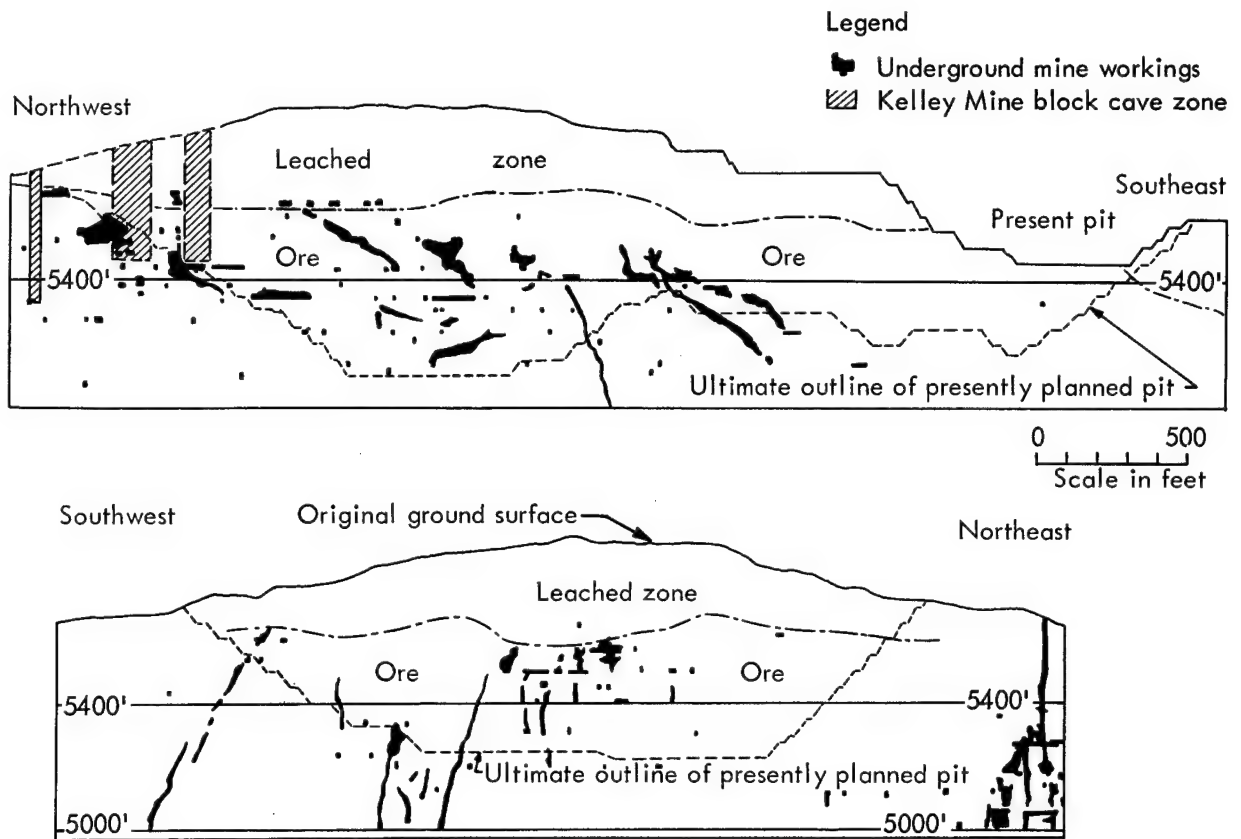 Legend
Underground mine workings
Kelley Mine block cave zone
Northwest
Leached zone
Southeast
Present pit
Ore
Ore
5400'
5400'
Ultimate outline of presently planned pit
0 500
Scale in feet
Southwest
Original ground surface
Northeast
Leached zone
Ore
Ore
5400'
5400'
Ultimate outline of presently planned pit
5000'
5000'